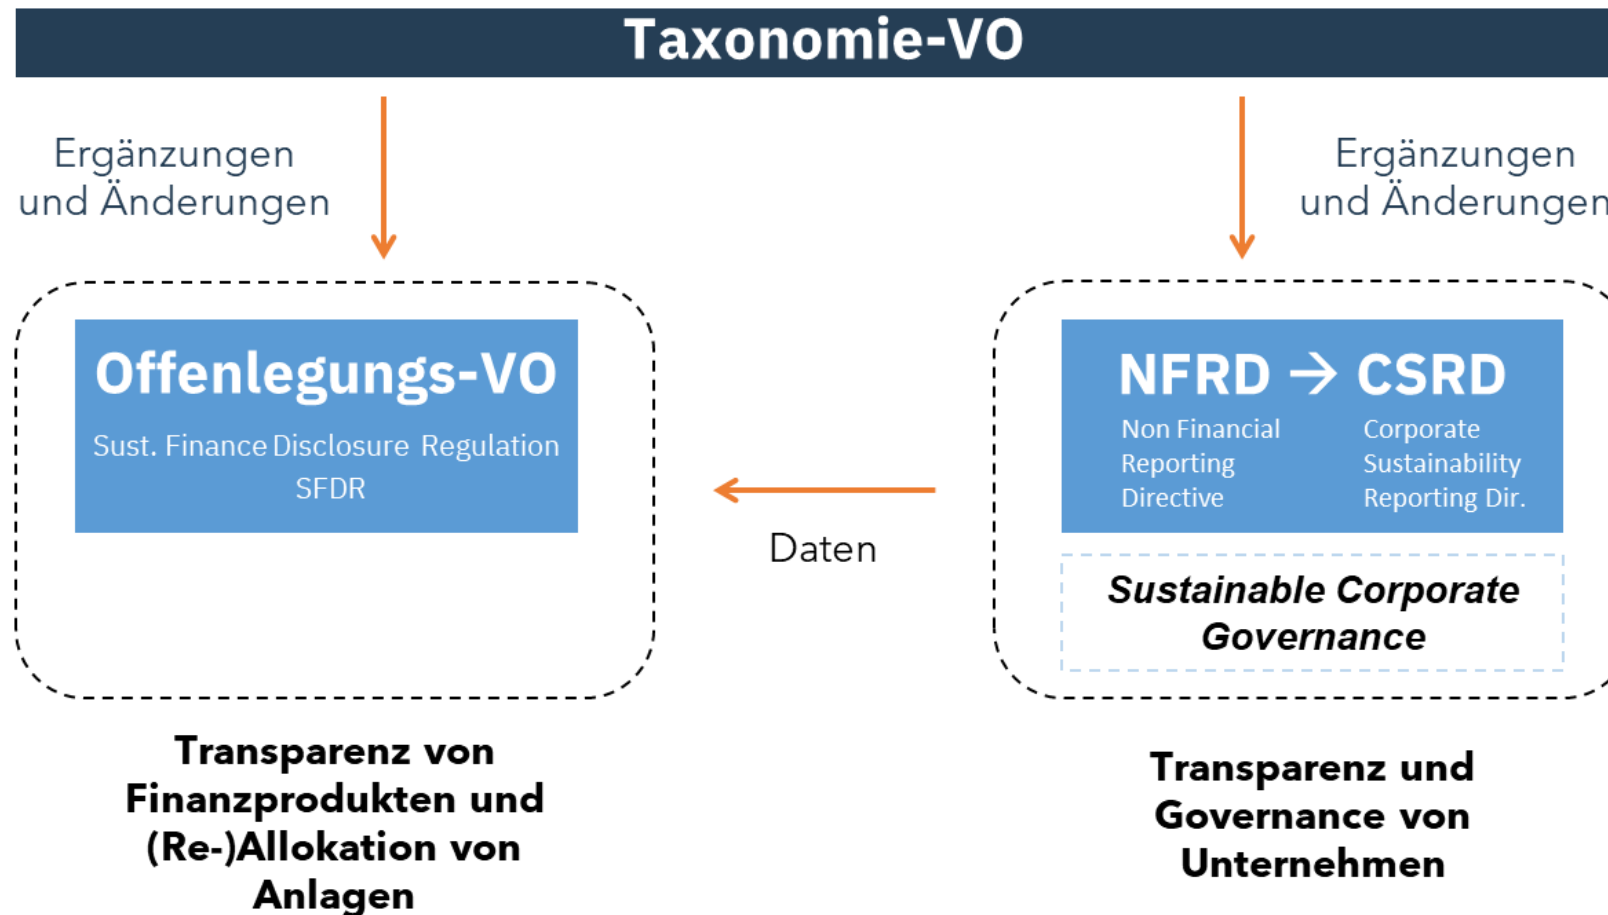 Taxonomie-VO
Ergänzungen
und Änderungen
Ergänzungen
und Änderungen
Offenlegungs-VO
Sust. Finance Disclosure Regulation
SFDR
NFRD → CSRD
Non Financial
Reporting
Directive
Corporate
Sustainability
Reporting Dir.
Daten
Sustainable Corporate
Governance
Transparenz von
Finanzprodukten und
(Re-)Allokation von
Anlagen
Transparenz und
Governance von
Unternehmen